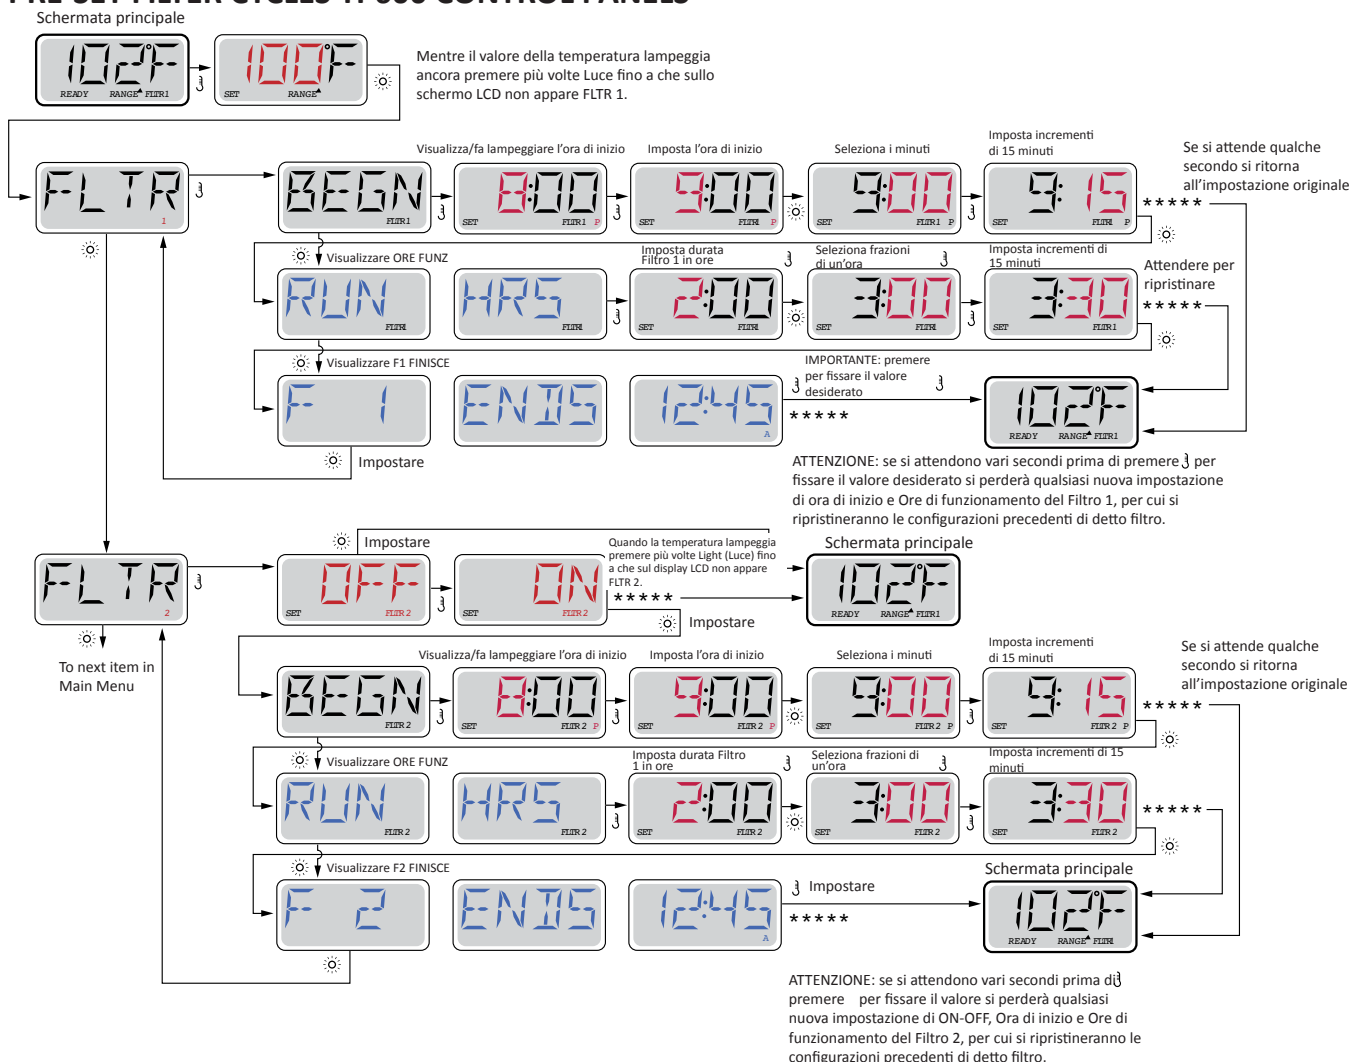 PRE-SET FILTER CYCLES TP600 CONTROL PANELS
Schermata principale
102°F
READY RANGE FLTR1
100°F
SET RANGE
Mentre il valore della temperatura lampeggia
ancora premere più volte Luce fino a che sullo
schermo LCD non appare FLTR 1.
FLTR
1
BEGN
FLTR1
Visualizza/fa lampeggiare l'ora di inizio
8:00
SET FLTR1 P
Imposta l'ora di inizio
9:00
SET FLTR1 P
Seleziona i minuti
9:00
SET FLTR1 P
Imposta incrementi
di 15 minuti
9:15
SET FLTR1 P
Se si attende qualche
secondo si ritorna
all'impostazione originale
*****
Visualizzare ORE FUNZ
RUN
FLTR1
HRS
FLTR1
Imposta durata
Filtro 1 in ore
2:00
SET FLTR1
Seleziona frazioni
di un'ora
3:00
SET FLTR1
Imposta incrementi di
15 minuti
3:30
SET FLTR1
Attendere per
ripristinare
*****
Visualizzare F1 FINISCE
F 1
ENDS
12:45
A
IMPORTANTE: premere
per fissare il valore
desiderato
*****
102°F
READY RANGE FLTR1
Impostare
ATTENZIONE: se si attendono vari secondi prima di premere per
fissare il valore desiderato si perderà qualsiasi nuova impostazione
di ora di inizio e Ore di funzionamento del Filtro 1, per cui si
ripristineranno le configurazioni precedenti di detto filtro.
FLTR
2
Impostare
OFF
SET FLTR 2
ON
SET FLTR 2
Quando la temperatura lampeggia
premere più volte Light (Luce) fino
a che sul display LCD non appare
FLTR 2.
*****
Schermata principale
102°F
READY RANGE FLTR1
Impostare
To next item in
Main Menu
BEGN
FLTR 2
Visualizza/fa lampeggiare l'ora di inizio
8:00
SET FLTR 2 P
Imposta l'ora di inizio
9:00
SET FLTR 2 P
Seleziona i minuti
9:00
SET FLTR 2 P
Imposta incrementi
di 15 minuti
9:15
SET FLTR 2 P
Se si attende qualche
secondo si ritorna
all'impostazione originale
*****
Visualizzare ORE FUNZ
RUN
FLTR 2
HRS
FLTR 2
Imposta durata Filtro
1 in ore
2:00
SET FLTR 2
Seleziona frazioni di
un'ora
3:00
SET FLTR 2
Imposta incrementi di 15
minuti
3:30
SET FLTR 2
*****
Visualizzare F2 FINISCE
F 2
ENDS
12:45
A
Impostare
*****
Schermata principale
102°F
READY RANGE FLTR1
ATTENZIONE: se si attendono vari secondi prima di
premere per fissare il valore si perderà qualsiasi
nuova impostazione di ON-OFF, Ora di inizio e Ore di
funzionamento del Filtro 2, per cui si ripristineranno le
configurazioni precedenti di detto filtro.